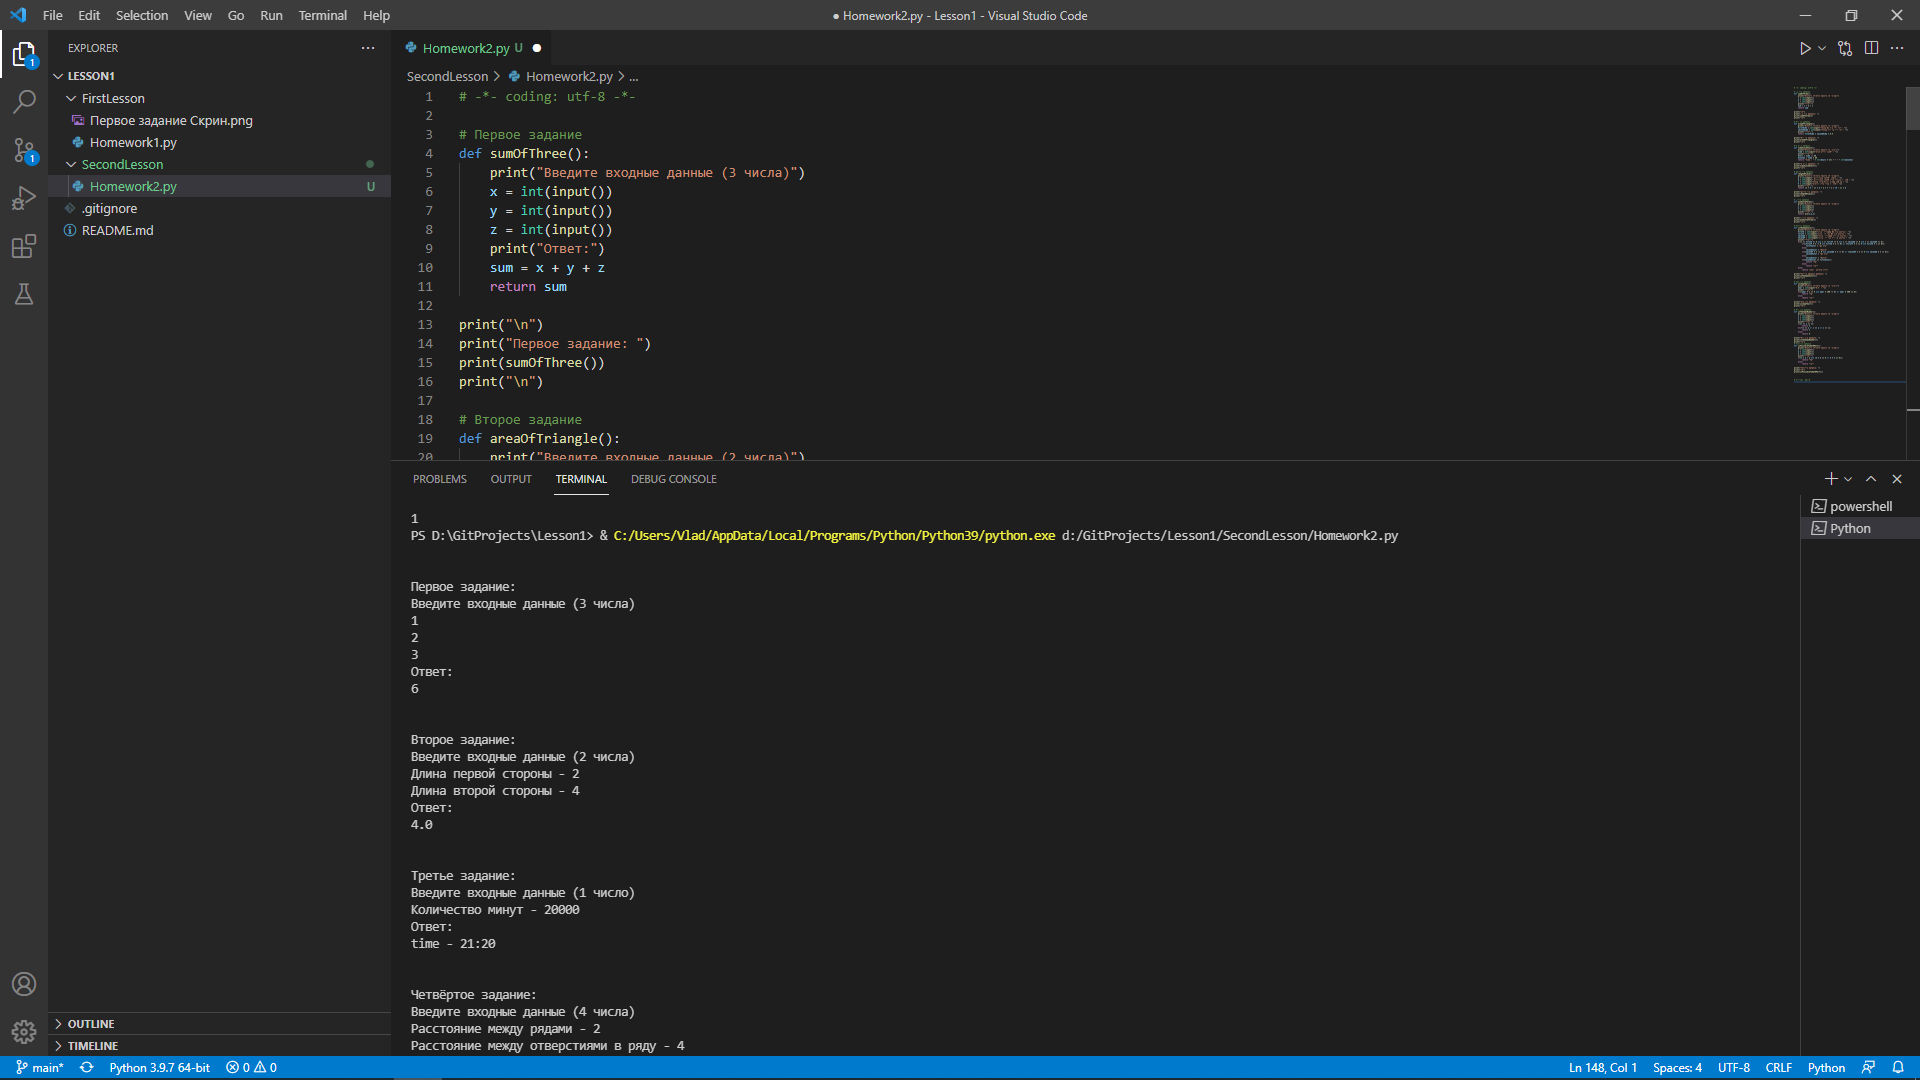 File Edit Selection View Go Run Terminal Help
● Homework2.py - Lesson1 - Visual Studio Code
EXPLORER
LESSON1
FirstLesson
Первое задание Скрин.png
Homework1.py
SecondLesson
Homework2.py U
.gitignore
README.md
OUTLINE
TIMELINE
1
1
Homework2.py U
SecondLesson > Homework2.py > ...
1 # -*- coding: utf-8 -*-
2
3 # Первое задание
4 def sumOfThree():
5 print("Введите входные данные (3 числа)")
6 x = int(input())
7 y = int(input())
8 z = int(input())
9 print("Ответ:")
10 sum = x + y + z
11 return sum
12
13 print("\n")
14 print("Первое задание: ")
15 print(sumOfThree())
16 print("\n")
17
18 # Второе задание
19 def areaOfTriangle():
20 print("Введите входные данные (2 числа)")
PROBLEMS OUTPUT TERMINAL DEBUG CONSOLE
powershell
Python
1
PS D:\GitProjects\Lesson1> & C:/Users/Vlad/AppData/Local/Programs/Python/Python39/python.exe d:/GitProjects/Lesson1/SecondLesson/Homework2.py
Первое задание:
Введите входные данные (3 числа)
1
2
3
Ответ:
6
Второе задание:
Введите входные данные (2 числа)
Длина первой стороны - 2
Длина второй стороны - 4
Ответ:
4.0
Третье задание:
Введите входные данные (1 число)
Количество минут - 20000
Ответ:
time - 21:20
Четвёртое задание:
Введите входные данные (4 числа)
Расстояние между рядами - 2
Расстояние между отверстиями в ряду - 4
main* Python 3.9.7 64-bit 0 0 Ln 148, Col 1 Spaces: 4 UTF-8 CRLF Python